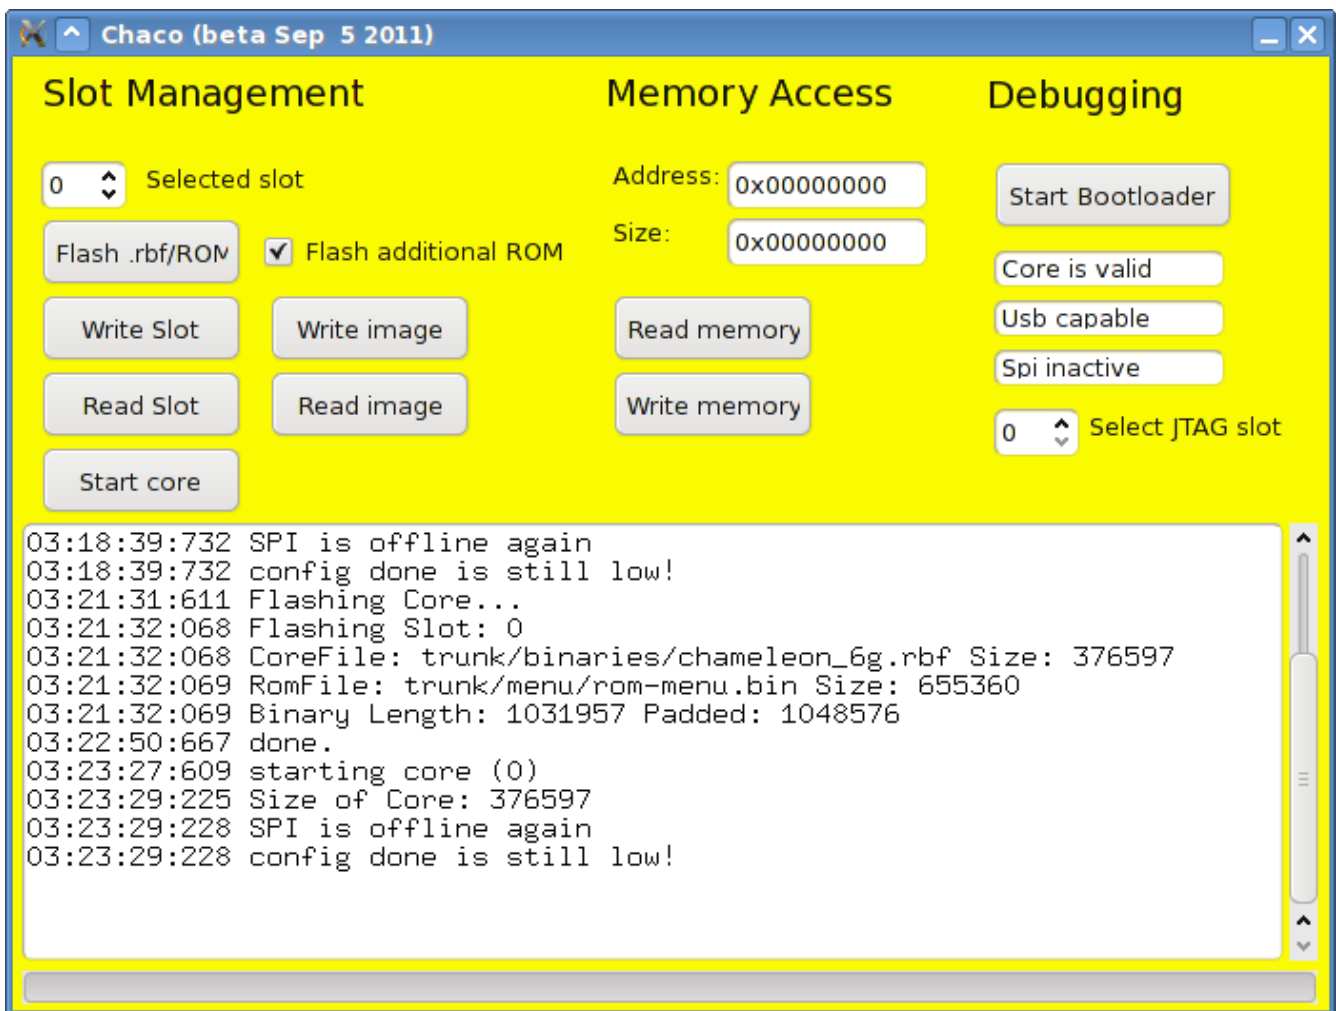 Chaco (beta Sep  5 2011)
Slot Management
Memory Access
Debugging
0 Selected slot
Flash .rbf/ROM
Flash additional ROM
Write Slot
Write image
Read Slot
Read image
Start core
Address: 0x00000000
Size: 0x00000000
Read memory
Write memory
Start Bootloader
Core is valid
Usb capable
Spi inactive
0 Select JTAG slot
03:18:39:732 SPI is offline again
03:18:39:732 config done is still low!
03:21:31:611 Flashing Core...
03:21:32:068 Flashing Slot: 0
03:21:32:068 CoreFile: trunk/binaries/chameleon_6g.rbf Size: 376597
03:21:32:069 RomFile: trunk/menu/rom-menu.bin Size: 655360
03:21:32:069 Binary Length: 1031957 Padded: 1048576
03:22:50:667 done.
03:23:27:609 starting core (0)
03:23:29:225 Size of Core: 376597
03:23:29:228 SPI is offline again
03:23:29:228 config done is still low!